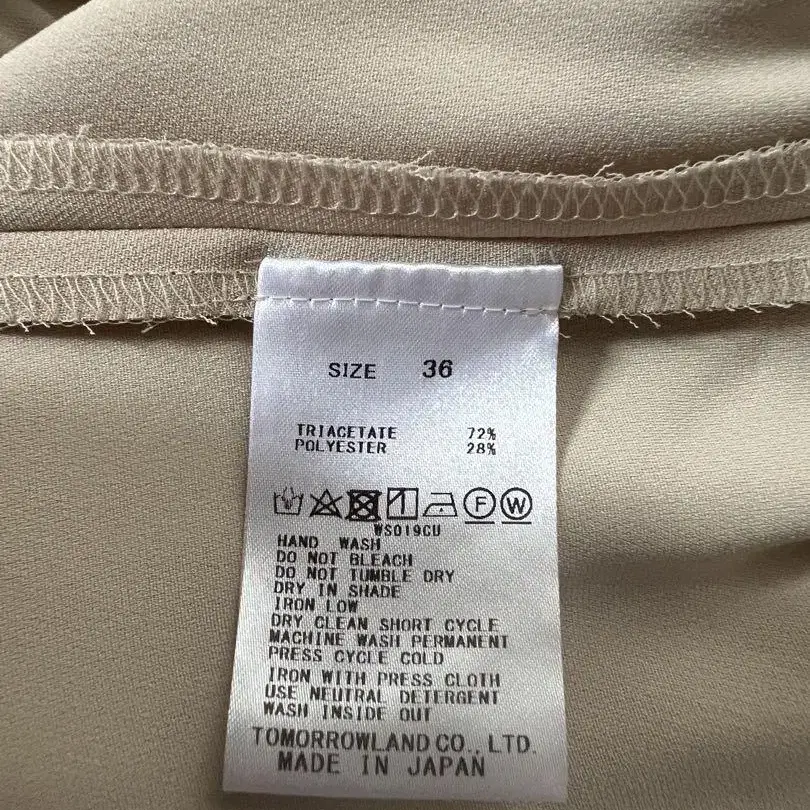 SIZE 36
TRIACETATE 72%
POLYESTER 28%
F W
WS019CU
HAND WASH
DO NOT BLEACH
DO NOT TUMBLE DRY
DRY IN SHADE
IRON LOW
DRY CLEAN SHORT CYCLE
MACHINE WASH PERMANENT
PRESS CYCLE COLD
IRON WITH PRESS CLOTH
USE NEUTRAL DETERGENT
WASH INSIDE OUT
TOMORROWLAND CO., LTD.
MADE IN JAPAN